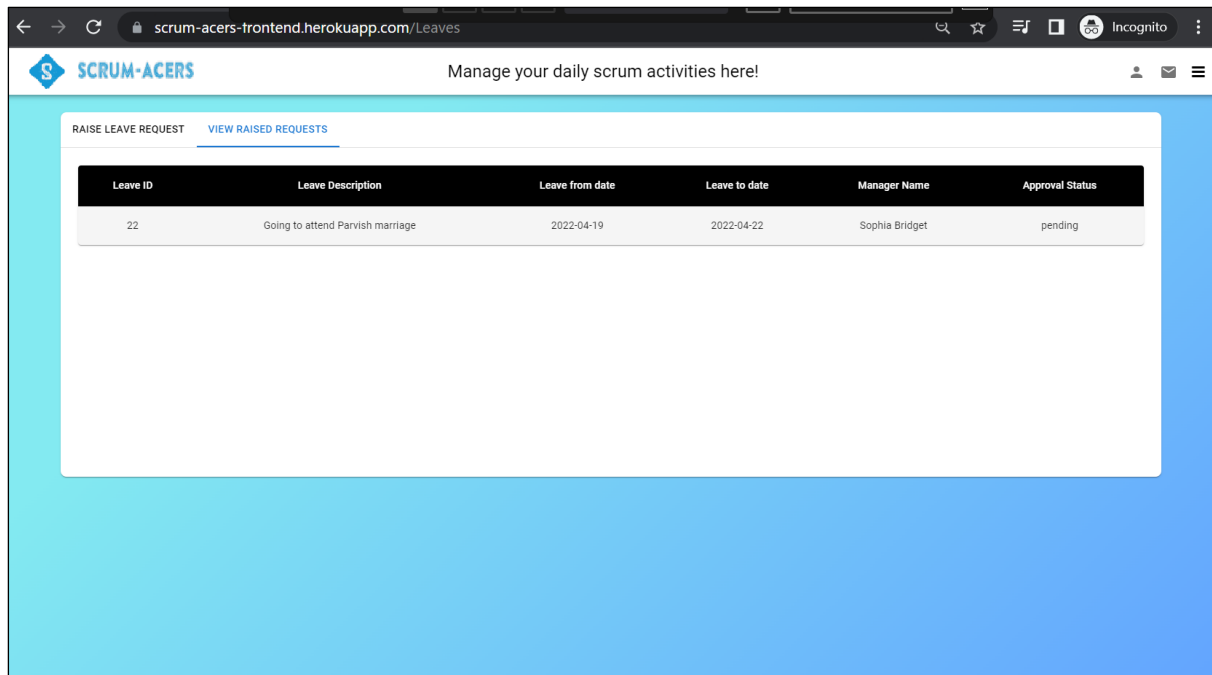 scrum-acers-frontend.herokuapp.com/Leaves Incognito
S SCRUM-ACERS Manage your daily scrum activities here!
RAISE LEAVE REQUEST VIEW RAISED REQUESTS
Leave ID Leave Description Leave from date Leave to date Manager Name Approval Status
22 Going to attend Parvish marriage 2022-04-19 2022-04-22 Sophia Bridget pending